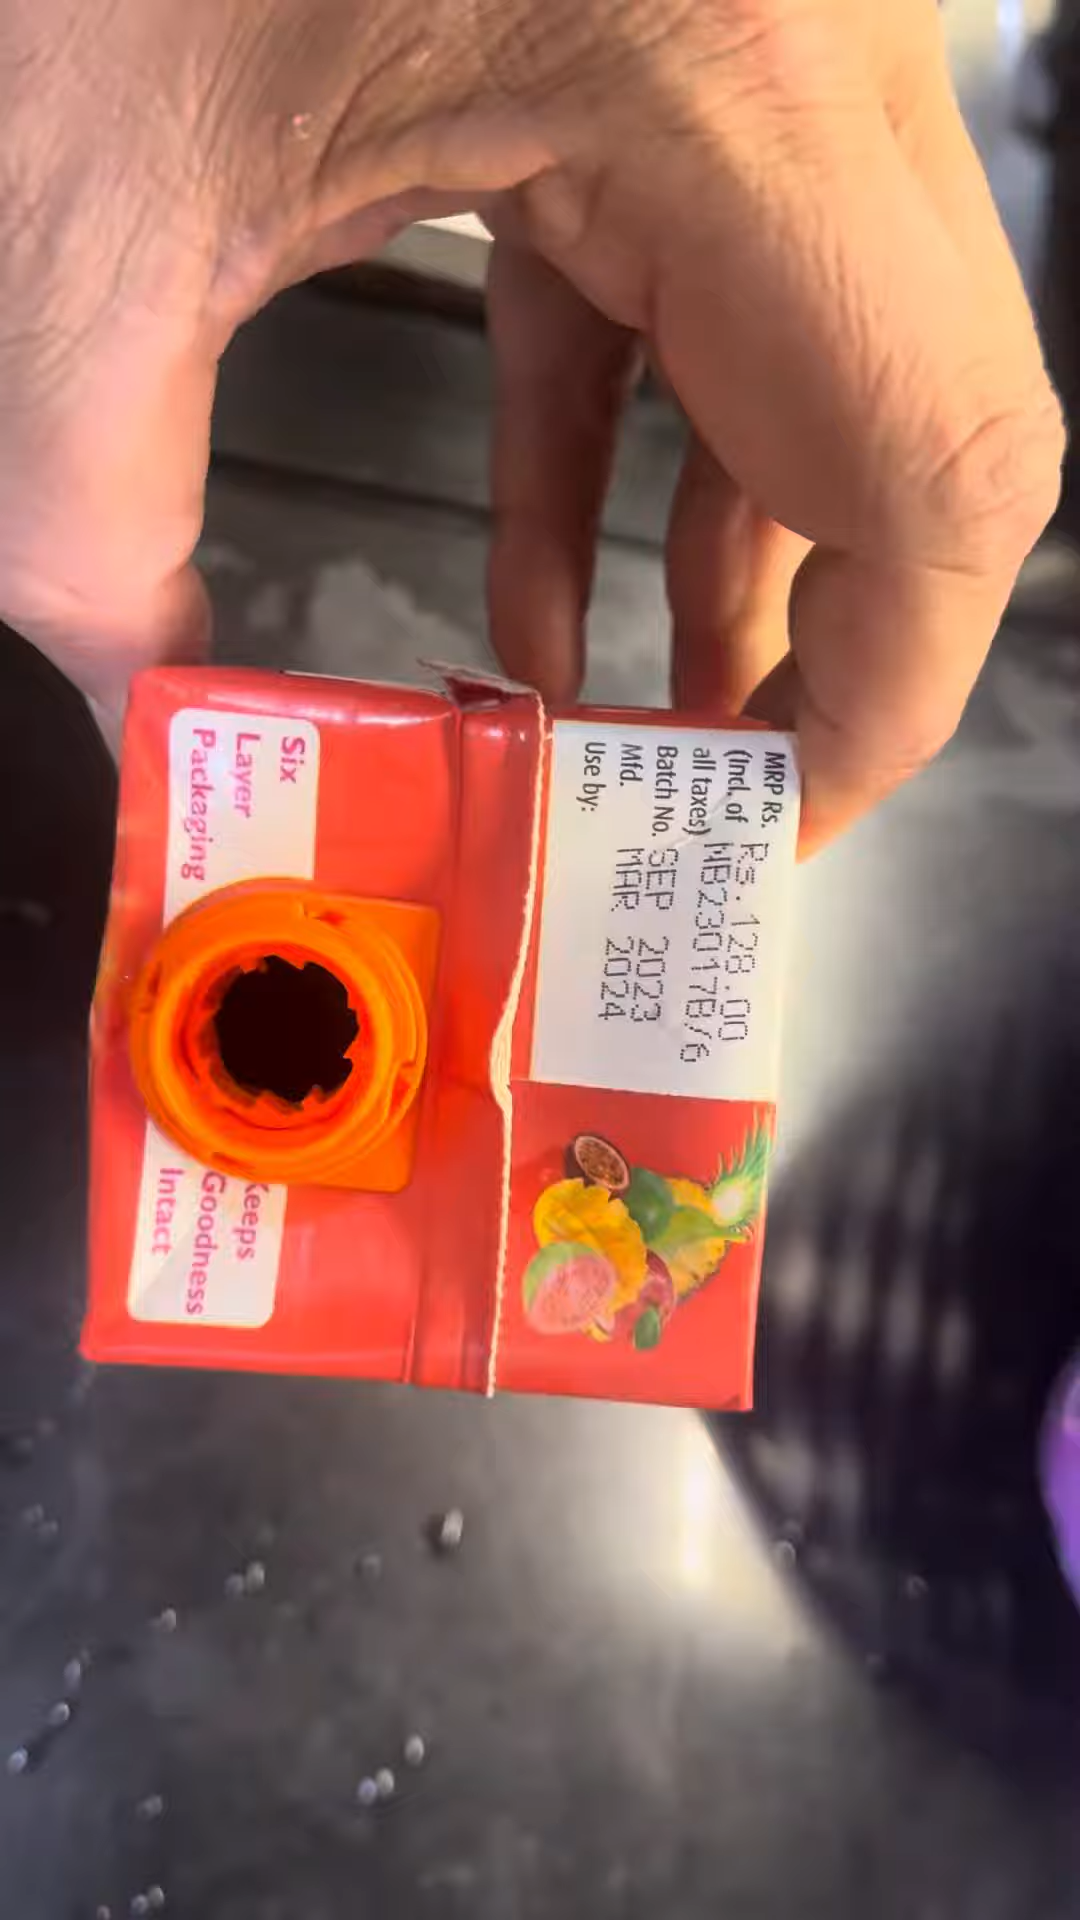 MRP Rs. Rs. 128.00
(Incl. of
all taxes)
Batch No. NB23017B/6
Mfd. SEP 2023
Use by: MAR 2024
Six
Layer
Packaging
Keeps
Goodness
Intact